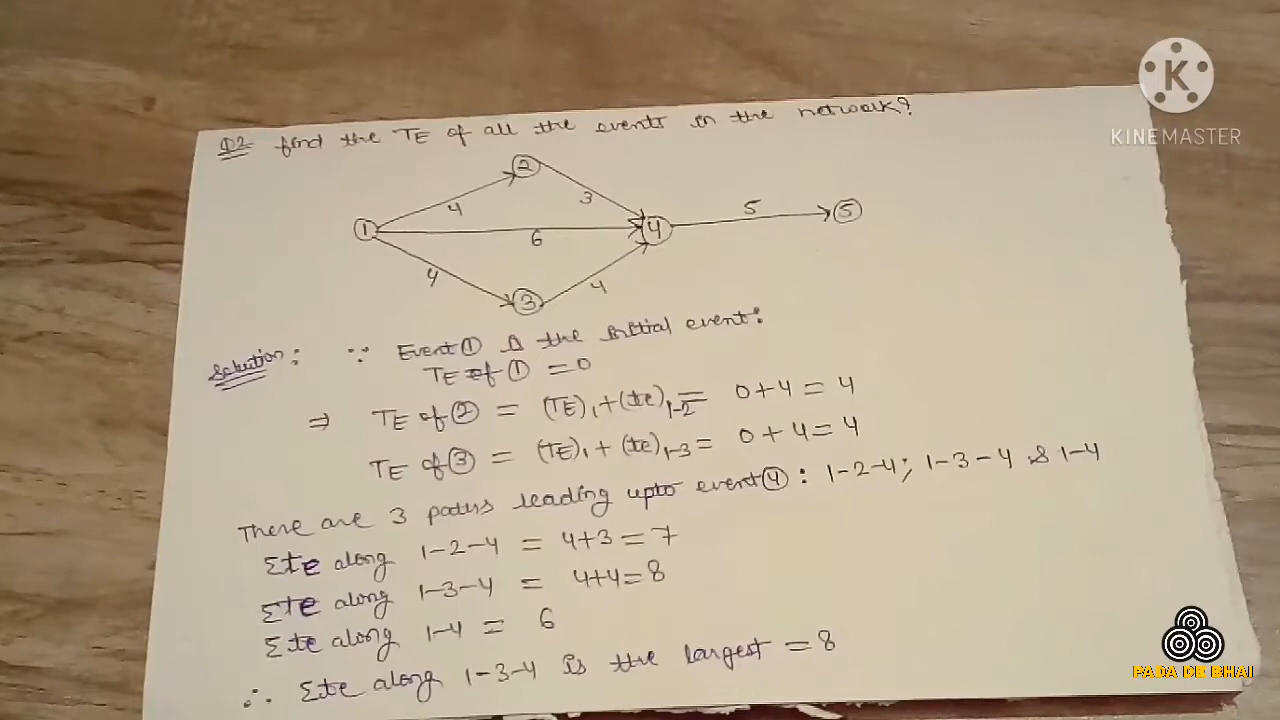 Q2 find the TE of all the events in the network?
2
4
3
1
6
4
5
5
4
3
4
Solution: ∵ Event ① is the initial event:
TE of ① = 0
⇒ TE of ② = (TE)₁ + (te)₁₋₂ = 0+4 = 4
TE of ③ = (TE)₁ + (te)₁₋₃ = 0+4 = 4
There are 3 paths leading upto event ④ : 1-2-4; 1-3-4 & 1-4
Σte along 1-2-4 = 4+3 = 7
Σte along 1-3-4 = 4+4 = 8
Σte along 1-4 = 6
∴ Σte along 1-3-4 is the largest = 8
K
KINEMASTER
PADA DE BHAI